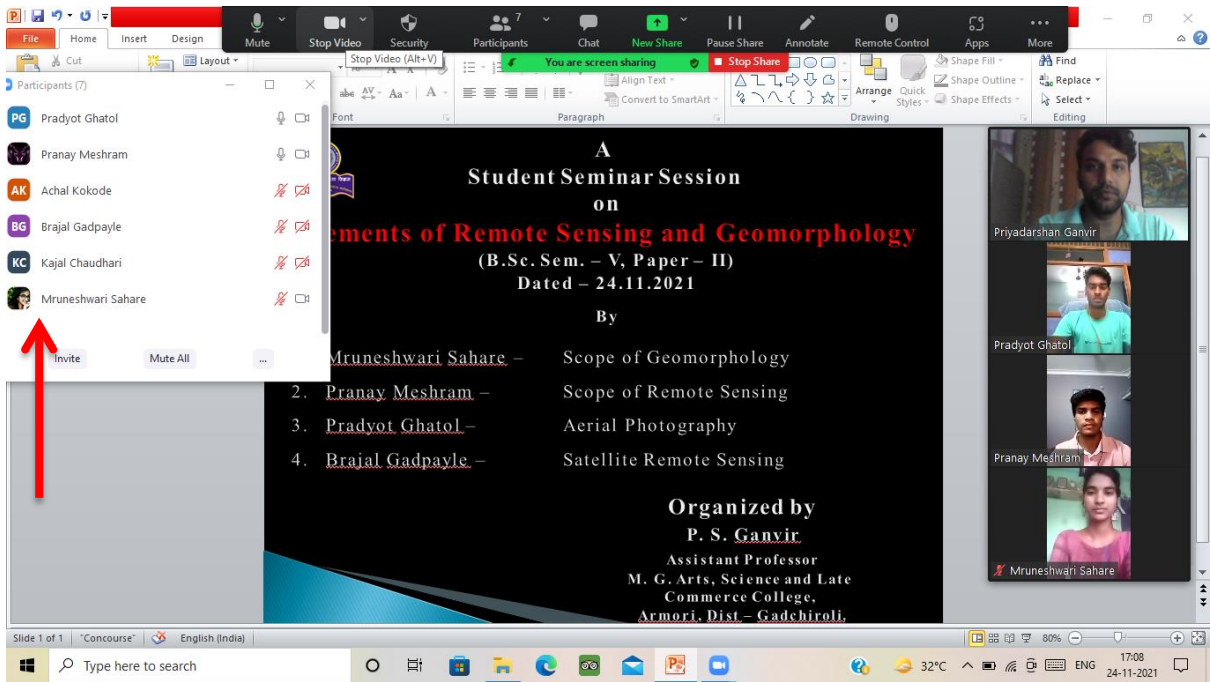 File Home Insert Design
Mute Stop Video Security Participants 7 Chat New Share Pause Share Annotate Remote Control Apps More
Stop Video (Alt+V)
You are screen sharing Stop Share
Cut Layout
Aa A
Align Text
Convert to SmartArt
Arrange Quick Styles
Shape Fill
Shape Outline
Shape Effects
Find
Replace
Select
Font Paragraph Drawing Editing
Participants (7)
PG Pradyot Ghatol
Pranay Meshram
AK Achal Kokode
BG Brajal Gadpayle
KC Kajal Chaudhari
Mruneshwari Sahare
Invite Mute All ...
A
Student Seminar Session
on
ements of Remote Sensing and Geomorphology
(B.Sc. Sem. – V, Paper – II)
Dated – 24.11.2021
By
Mruneshwari Sahare – Scope of Geomorphology
2. Pranay Meshram – Scope of Remote Sensing
3. Pradyot Ghatol – Aerial Photography
4. Brajal Gadpayle – Satellite Remote Sensing
Organized by
P. S. Ganvir
Assistant Professor
M. G. Arts, Science and Late
Commerce College,
Armori, Dist – Gadchiroli.
Priyadarshan Ganvir
Pradyot Ghatol
Pranay Meshram
Mruneshwari Sahare
Slide 1 of 1 "Concourse" English (India) 80%
Type here to search 32°C ENG 17:08
24-11-2021